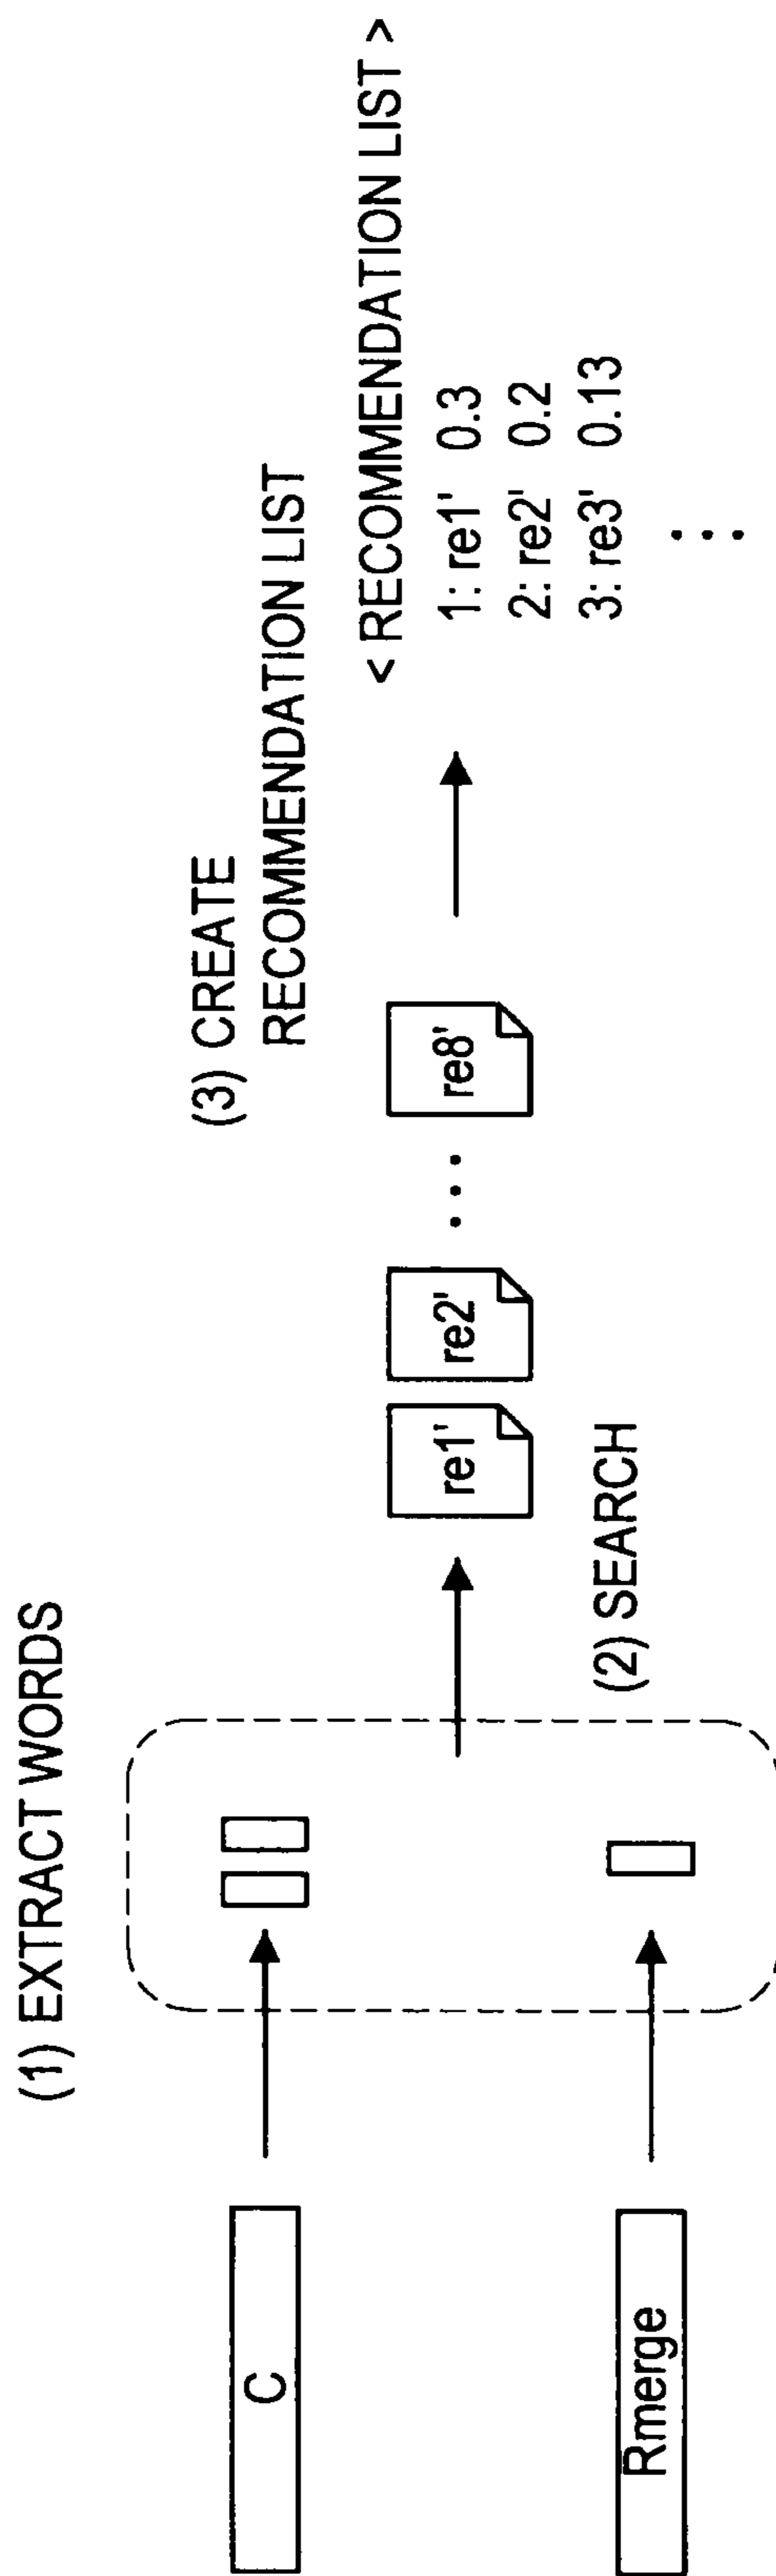 (1) EXTRACT WORDS
C
Rmerge
(2) SEARCH
re1'
re2'
• • •
re8'
(3) CREATE
RECOMMENDATION LIST
< RECOMMENDATION LIST >
1: re1' 0.3
2: re2' 0.2
3: re3' 0.13
• • •